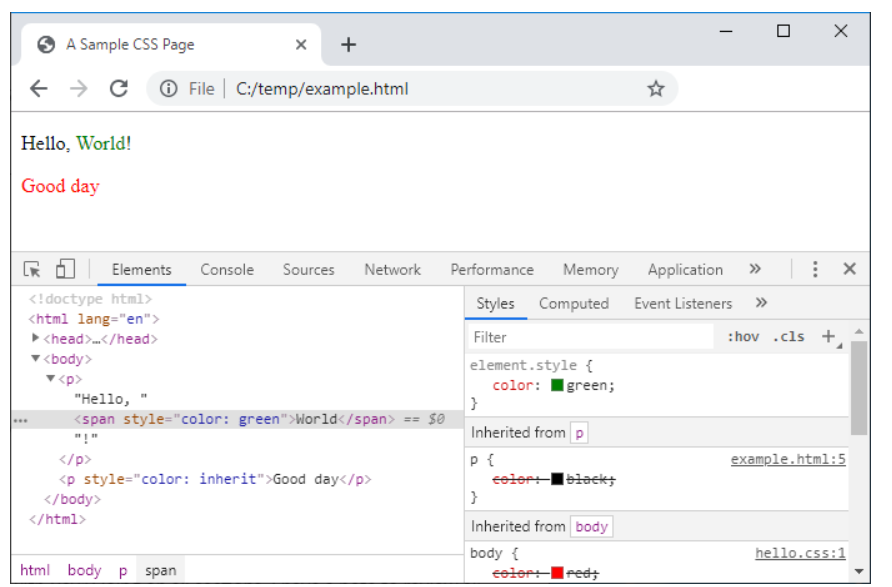 A Sample CSS Page
File | C:/temp/example.html
Hello, World!
Good day
Elements Console Sources Network Performance Memory Application »
<!doctype html>
<html lang="en">
<head>…</head>
<body>
<p>
"Hello, "
<span style="color: green">World</span> == $0
"!"
</p>
<p style="color: inherit">Good day</p>
</body>
</html>
html body p span
Styles Computed Event Listeners »
Filter :hov .cls +
element.style {
color: green;
}
Inherited from p
p { example.html:5
color: black;
}
Inherited from body
body { hello.css:1
color: red;